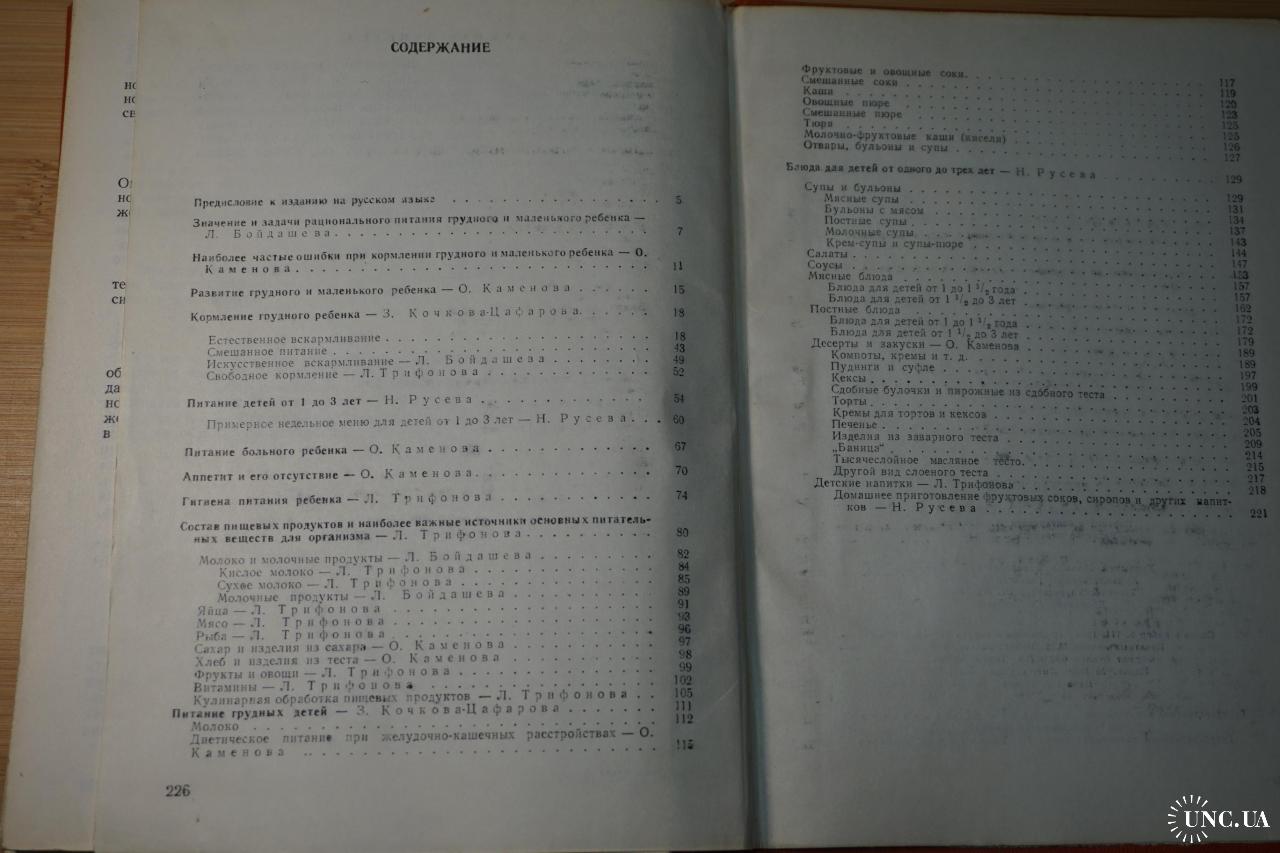 но
но
св
но
же
те
си
об
да
но
же
в
СОДЕРЖАНИЕ
Предисловие к изданию на русском языке . . . 5
Значение и задачи рационального питания грудного и маленького ребенка —
Л. Бойдашева . . . 7
Наиболее частые ошибки при кормлении грудного и маленького ребенка — О.
Каменова . . . 11
Развитие грудного и маленького ребенка — О. Каменова . . . 15
Кормление грудного ребенка — З. Кочкова-Цафарова . . . 18
Естественное вскармливание . . . 18
Смешанное питание . . . 43
Искусственное вскармливание — Л. Бойдашева . . . 49
Свободное кормление — Л. Трифонова . . . 52
Питание детей от 1 до 3 лет — Н. Русева . . . 54
Примерное недельное меню для детей от 1 до 3 лет — Н. Русева . . . 60
Питание больного ребенка — О. Каменова . . . 67
Аппетит и его отсутствие — О. Каменова . . . 70
Гигиена питания ребенка — Л. Трифонова . . . 74
Состав пищевых продуктов и наиболее важные источники основных питатель-
ных веществ для организма — Л. Трифонова . . . 80
Молоко и молочные продукты — Л. Бойдашева . . . 82
Кислое молоко — Л. Трифонова . . . 84
Сухое молоко — Л. Трифонова . . . 85
Молочные продукты — Л. Бойдашева . . . 89
Яйца — Л. Трифонова . . . 91
Мясо — Л. Трифонова . . . 93
Рыба — Л. Трифонова . . . 96
Сахар и изделия из сахара — О. Каменова . . . 97
Хлеб и изделия из теста — О. Каменова . . . 98
Фрукты и овощи — Л. Трифонова . . . 99
Витамины — Л. Трифонова . . . 102
Кулинарная обработка пищевых продуктов — Л. Трифонова . . 105
Питание грудных детей — З. Кочкова-Цафарова . . . 111
Молоко . . . 112
Диетическое питание при желудочно-кашечных расстройствах — О.
Каменова . . . 115
226
Фруктовые и овощные соки . . . 117
Смешанные соки . . . 119
Каши . . . 120
Овощные пюре . . . 123
Смешанные пюре . . . 125
Тюря . . . 125
Молочно-фруктовые каши (кисели) . . . 126
Отвары, бульоны и супы . . . 127
Блюда для детей от одного до трех лет — Н. Русева . . . 129
Супы и бульоны . . . 129
Мясные супы . . . 131
Бульоны с мясом . . . 134
Постные супы . . . 137
Молочные супы . . . 143
Крем-супы и супы-пюре . . . 144
Салаты . . . 147
Соусы . . . 153
Мясные блюда . . . 157
Блюда для детей от 1 до 1 1/2 года . . . 157
Блюда для детей от 1 1/2 до 3 лет . . . 162
Постные блюда . . . 172
Блюда для детей от 1 до 1 1/2 года . . . 172
Блюда для детей от 1 1/2 до 3 лет . . . 179
Десерты и закуски — О. Каменова . . . 189
Компоты, кремы и т. д. . . . 189
Пудинги и суфле . . . 197
Кексы . . . 199
Сдобные булочки и пирожные из сдобного теста . . . 201
Торты . . . 203
Кремы для тортов и кексов . . . 204
Печенье . . . 205
Изделия из заварного теста . . . 209
„Баница“ . . . 214
Тысячеслойное масляное тесто . . . 215
Другой вид слоеного теста . . . 217
Детские напитки — Л. Трифонова . . . 218
Домашнее приготовление фруктовых соков, сиропов и других напит-
ков — Н. Русева . . . 221
UNC.UA